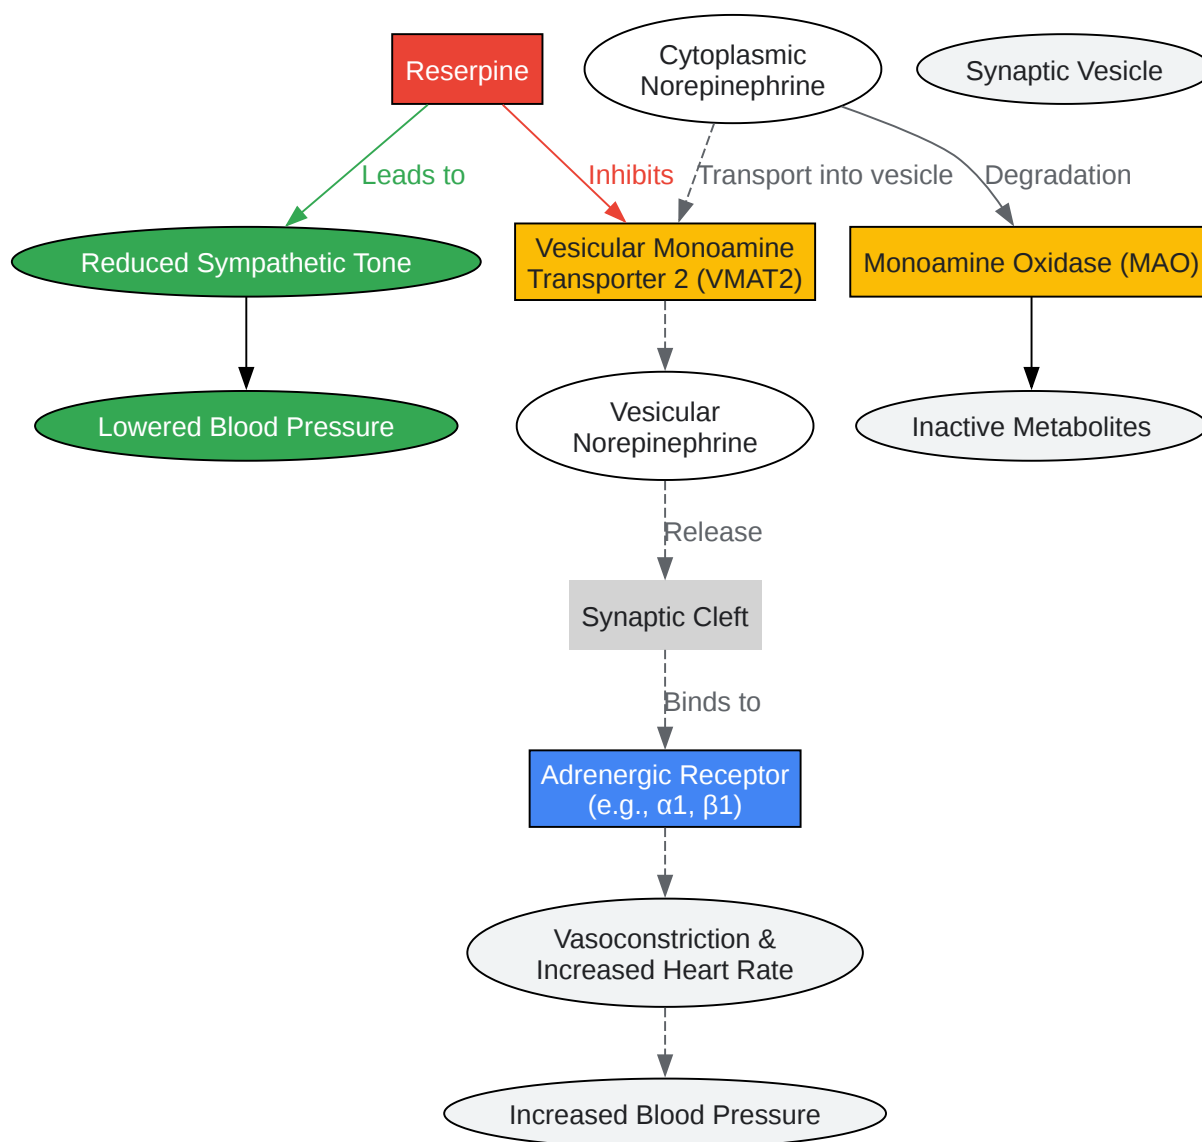 Reserpine
Cytoplasmic
Norepinephrine
Synaptic Vesicle
Leads to
Inhibits
Transport into vesicle
Degradation
Reduced Sympathetic Tone
Vesicular Monoamine
Transporter 2 (VMAT2)
Monoamine Oxidase (MAO)
Lowered Blood Pressure
Vesicular
Norepinephrine
Inactive Metabolites
Release
Synaptic Cleft
Binds to
Adrenergic Receptor
(e.g., α1, β1)
Vasoconstriction &
Increased Heart Rate
Increased Blood Pressure